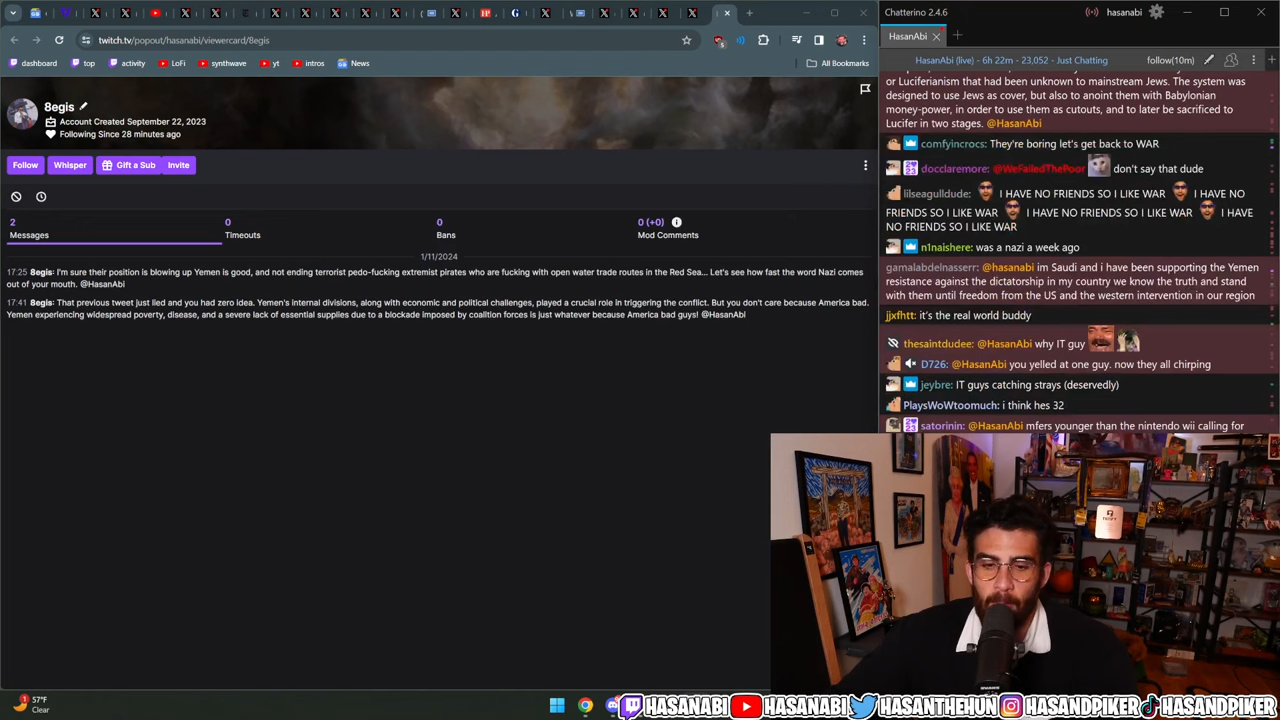 twitch.tv/popout/hasanabi/viewercard/8egis
dashboard
top
activity
LoFi
synthwave
yt
intros
News
All Bookmarks
8egis
Account Created September 22, 2023
Following Since 28 minutes ago
Follow
Whisper
Gift a Sub
Invite
2
Messages
0
Timeouts
0
Bans
0 (+0)
Mod Comments
1/11/2024
17:25 8egis: I'm sure their position is blowing up Yemen is good, and not ending terrorist pedo-fucking extremist pirates who are fucking with open water trade routes in the Red Sea... Let's see how fast the word Nazi comes
out of your mouth. @HasanAbi
17:41 8egis: That previous tweet just lied and you had zero idea. Yemen's internal divisions, along with economic and political challenges, played a crucial role in triggering the conflict. But you don't care because America bad.
Yemen experiencing widespread poverty, disease, and a severe lack of essential supplies due to a blockade imposed by coalition forces is just whatever because America bad guys! @HasanAbi
Chatterino 2.4.6
hasanabi
HasanAbi
HasanAbi (live) - 6h 22m - 23,052 - Just Chatting
follow(10m)
or Luciferianism that had been unknown to mainstream Jews. The system was
designed to use Jews as cover, but also to anoint them with Babylonian
money-power, in order to use them as cutouts, and to later be sacrificed to
Lucifer in two stages. @HasanAbi
comfyincrocs: They're boring let's get back to WAR
docclaremore: @WeFailedThePoor don't say that dude
lilseagulldude: I HAVE NO FRIENDS SO I LIKE WAR I HAVE NO
FRIENDS SO I LIKE WAR I HAVE NO FRIENDS SO I LIKE WAR I HAVE
NO FRIENDS SO I LIKE WAR
n1naishere: was a nazi a week ago
gamalabdelnasserr: @hasanabi im Saudi and i have been supporting the Yemen
resistance against the dictatorship in my country we know the truth and stand
with them until freedom from the US and the western intervention in our region
jjxfhtt: it's the real world buddy
thesaintdudee: @HasanAbi why IT guy
D726: @HasanAbi you yelled at one guy. now they all chirping
jeybre: IT guys catching strays (deservedly)
PlaysWoWtoomuch: i think hes 32
satorinin: @HasanAbi mfers younger than the nintendo wii calling for
57°F
Clear
HASANABI
HASANABI
HASANTHEHUN
HASANDPIKER
HASANDPIKER